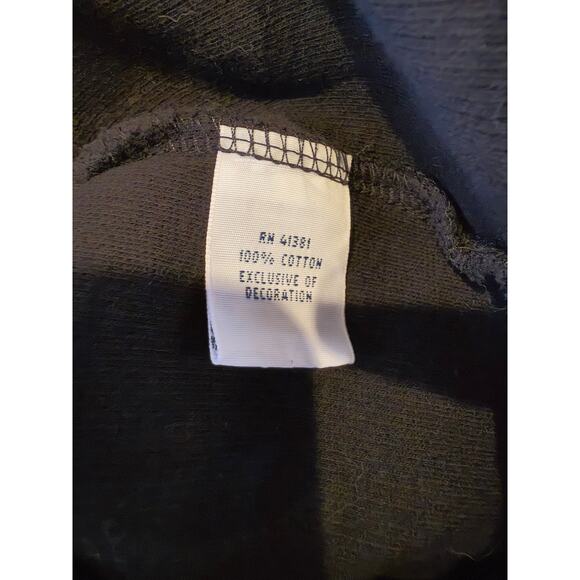 RN 41381
100% COTTON
EXCLUSIVE OF
DECORATION